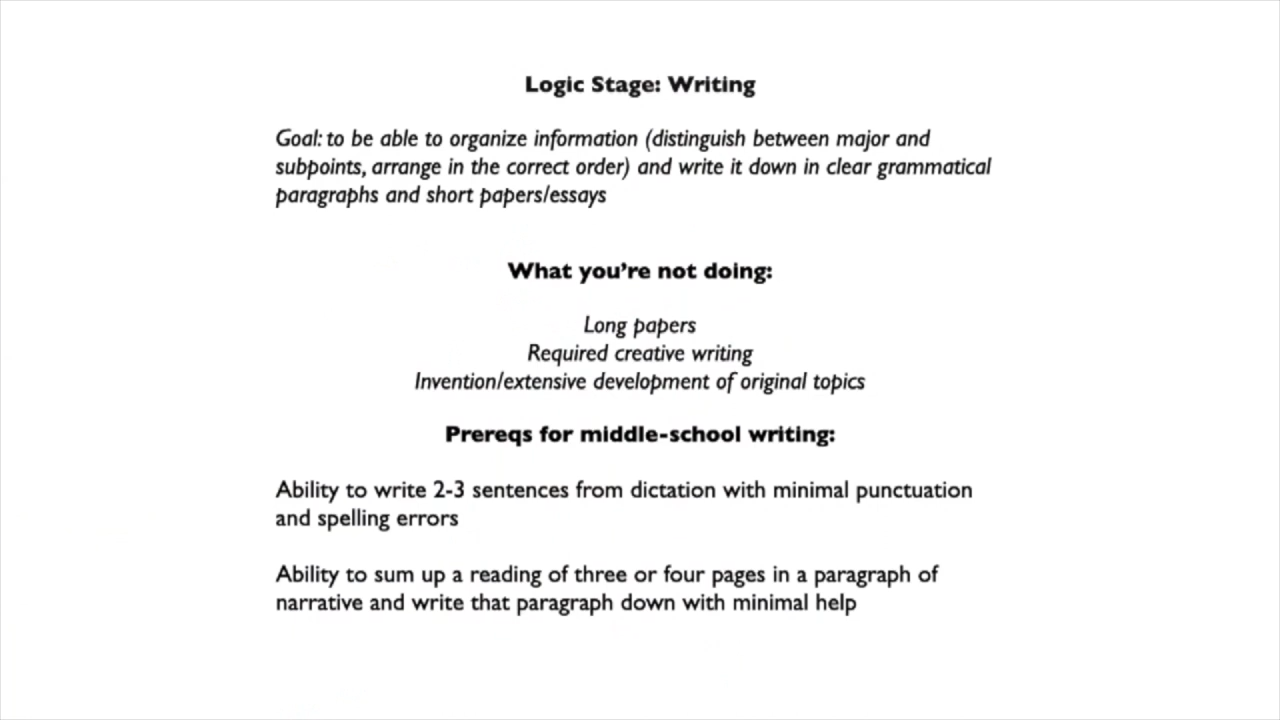 Logic Stage: Writing
Goal: to be able to organize information (distinguish between major and
subpoints, arrange in the correct order) and write it down in clear grammatical
paragraphs and short papers/essays
What you’re not doing:
Long papers
Required creative writing
Invention/extensive development of original topics
Prereqs for middle-school writing:
Ability to write 2-3 sentences from dictation with minimal punctuation
and spelling errors
Ability to sum up a reading of three or four pages in a paragraph of
narrative and write that paragraph down with minimal help